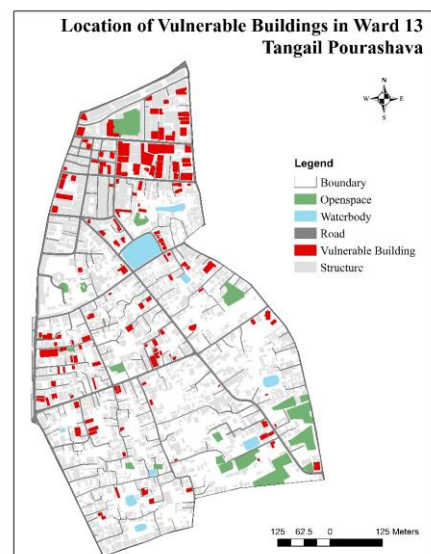 Location of Vulnerable Buildings in Ward 13
Tangail Pourashava
N
W E
S
Legend
Boundary
Openspace
Waterbody
Road
Vulnerable Building
Structure
125 62.5 0 125 Meters